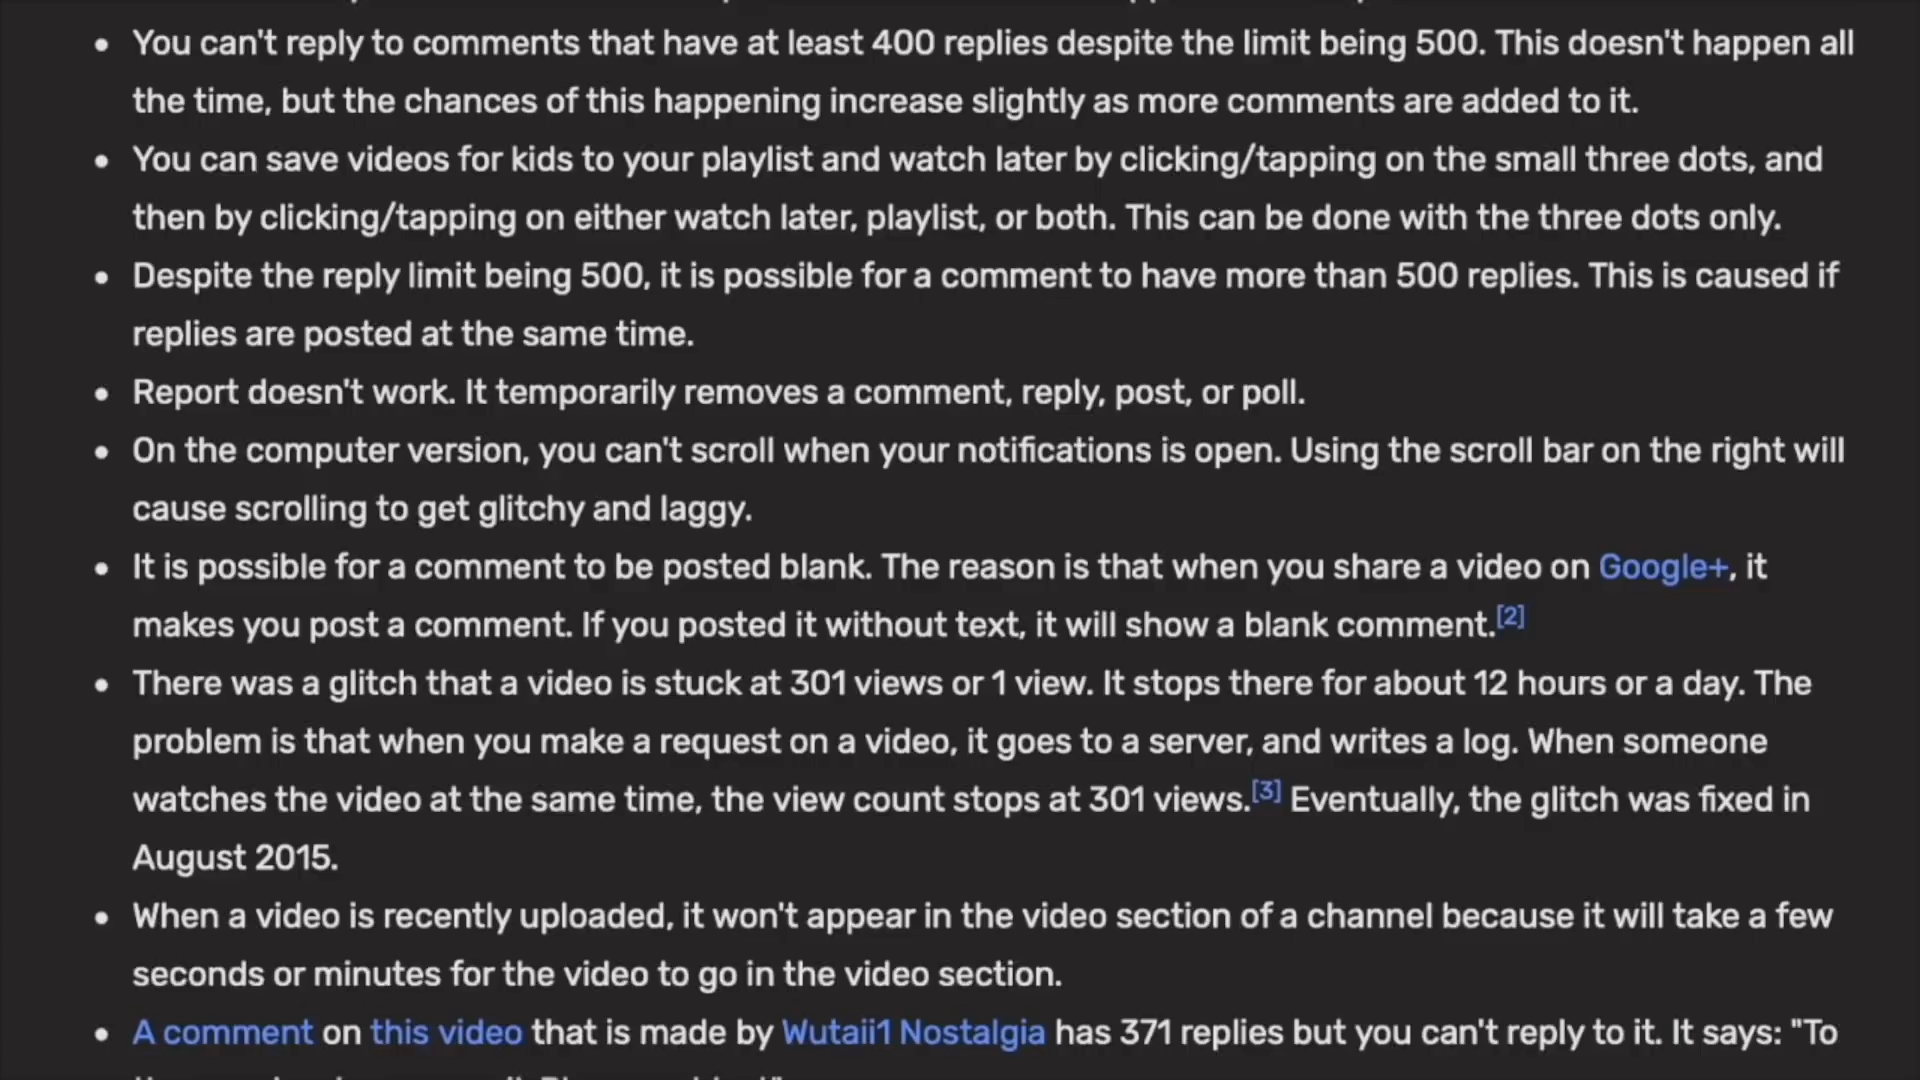 You can't reply to comments that have at least 400 replies despite the limit being 500. This doesn't happen all
the time, but the chances of this happening increase slightly as more comments are added to it.
You can save videos for kids to your playlist and watch later by clicking/tapping on the small three dots, and
then by clicking/tapping on either watch later, playlist, or both. This can be done with the three dots only.
Despite the reply limit being 500, it is possible for a comment to have more than 500 replies. This is caused if
replies are posted at the same time.
Report doesn't work. It temporarily removes a comment, reply, post, or poll.
On the computer version, you can't scroll when your notifications is open. Using the scroll bar on the right will
cause scrolling to get glitchy and laggy.
It is possible for a comment to be posted blank. The reason is that when you share a video on Google+, it
makes you post a comment. If you posted it without text, it will show a blank comment.[2]
There was a glitch that a video is stuck at 301 views or 1 view. It stops there for about 12 hours or a day. The
problem is that when you make a request on a video, it goes to a server, and writes a log. When someone
watches the video at the same time, the view count stops at 301 views.[3] Eventually, the glitch was fixed in
August 2015.
When a video is recently uploaded, it won't appear in the video section of a channel because it will take a few
seconds or minutes for the video to go in the video section.
A comment on this video that is made by Wutaii1 Nostalgia has 371 replies but you can't reply to it. It says: "To